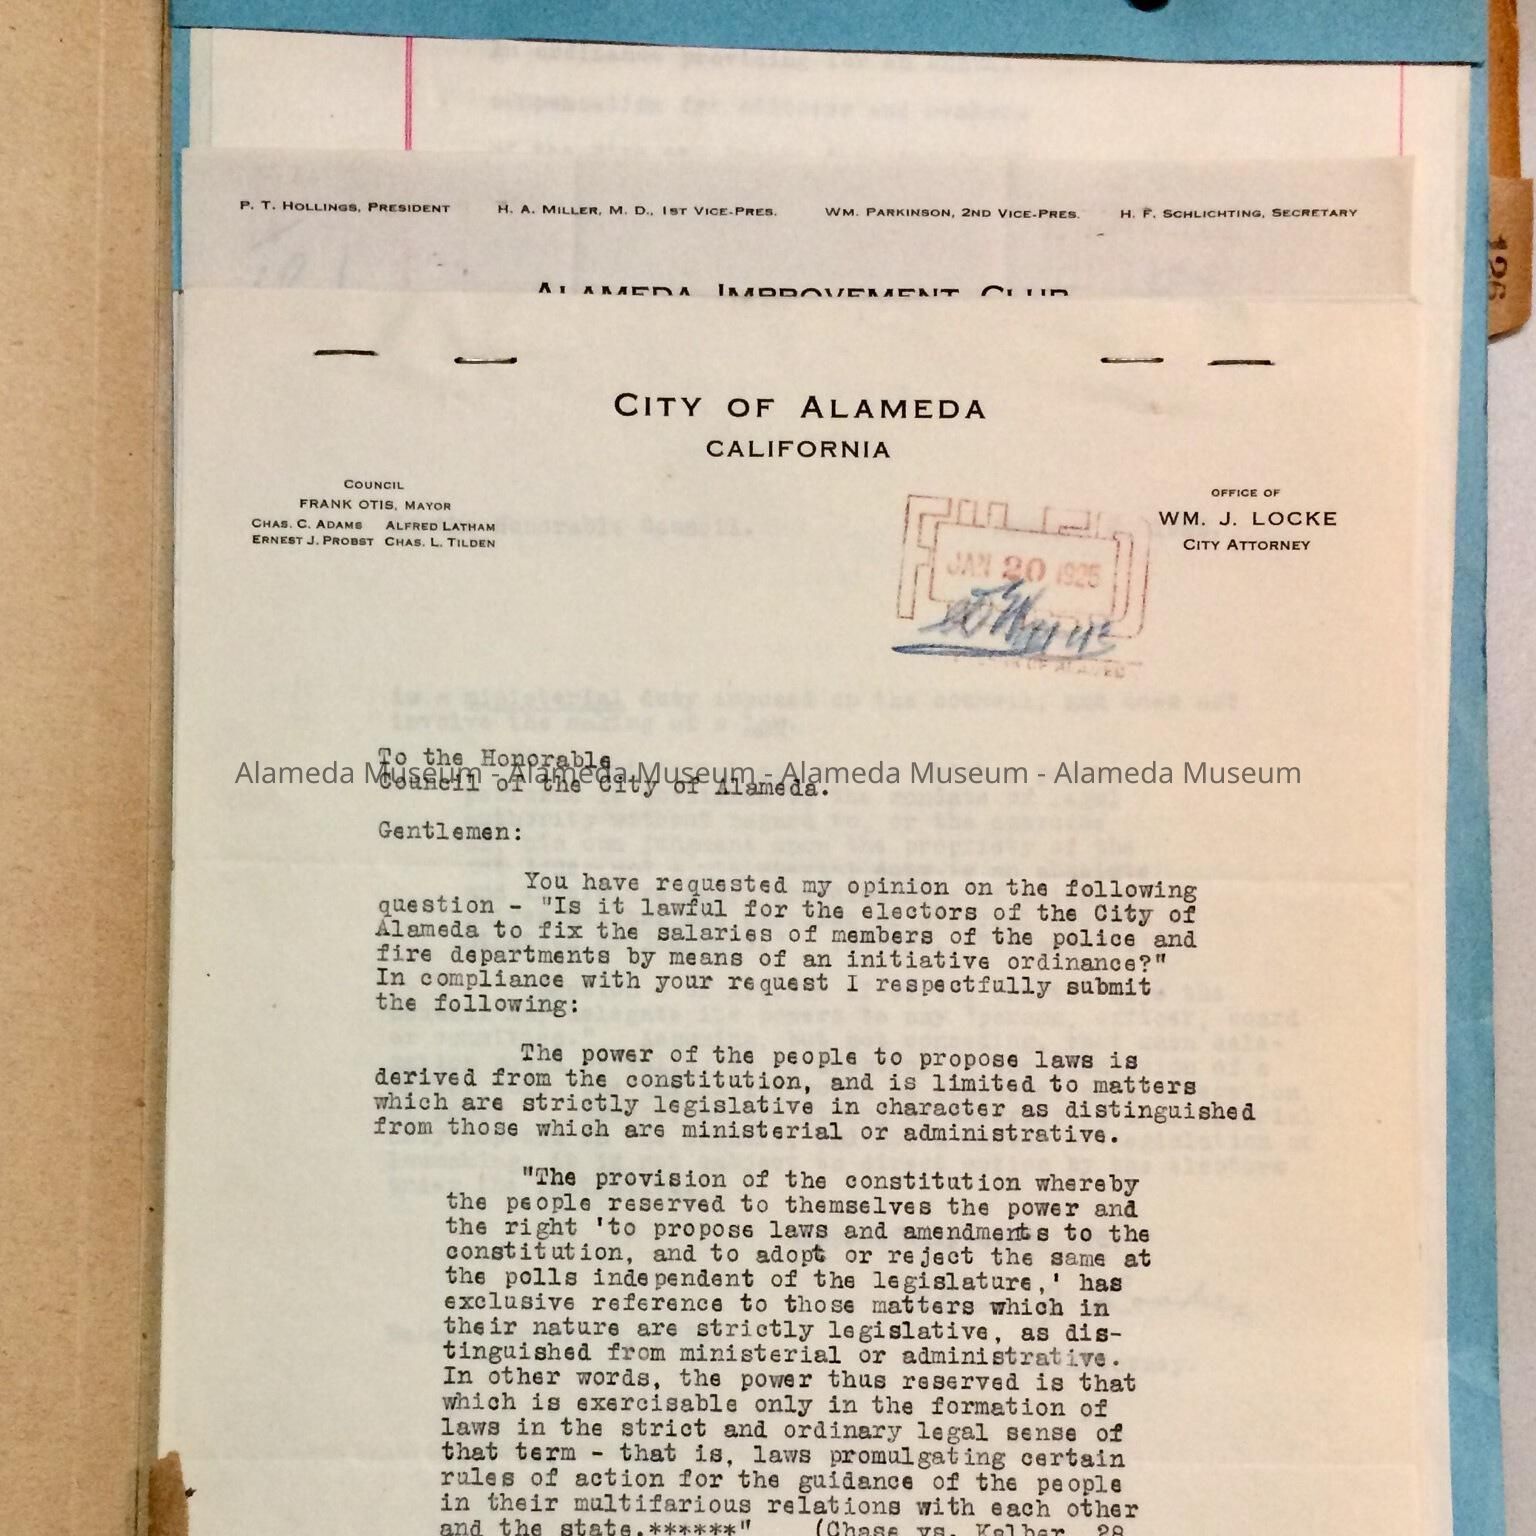 P. T. HOLLINGS, PRESIDENT H. A. MILLER, M. D., 1ST VICE-PRES. WM. PARKINSON, 2ND VICE-PRES. H. F. SCHLICHTING, SECRETARY
ALAMEDA IMPROVEMENT CLUB
126
CITY OF ALAMEDA
CALIFORNIA
COUNCIL
FRANK OTIS, MAYOR
CHAS. C. ADAMS ALFRED LATHAM
ERNEST J. PROBST CHAS. L. TILDEN
OFFICE OF
WM. J. LOCKE
CITY ATTORNEY
JAN 20 1925
To the Honorable
Alameda Museum - Alameda Museum - Alameda Museum - Alameda Museum
Council of the City of Alameda.
Gentlemen:
You have requested my opinion on the following
question - "Is it lawful for the electors of the City of
Alameda to fix the salaries of members of the police and
fire departments by means of an initiative ordinance?"
In compliance with your request I respectfully submit
the following:
The power of the people to propose laws is
derived from the constitution, and is limited to matters
which are strictly legislative in character as distinguished
from those which are ministerial or administrative.
"The provision of the constitution whereby
the people reserved to themselves the power and
the right 'to propose laws and amendments to the
constitution, and to adopt or reject the same at
the polls independent of the legislature,' has
exclusive reference to those matters which in
their nature are strictly legislative, as dis-
tinguished from ministerial or administrative.
In other words, the power thus reserved is that
which is exercisable only in the formation of
laws in the strict and ordinary legal sense of
that term - that is, laws promulgating certain
rules of action for the guidance of the people
in their multifarious relations with each other
and the state.******" (Chase vs. Kalber, 28